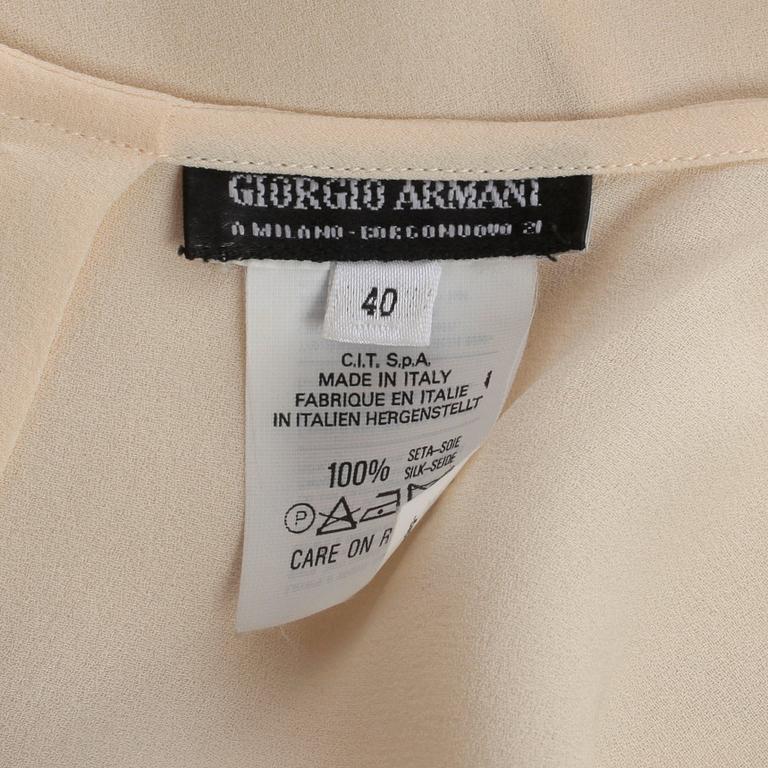 GIORGIO ARMANI
A MILANO - BORGONUOVO 21
40
C.I.T. S.p.A.
MADE IN ITALY
FABRIQUE EN ITALIE
IN ITALIEN HERGENSTELLT
100% SETA-SOIE
SILK-SEIDE
P
CARE ON R